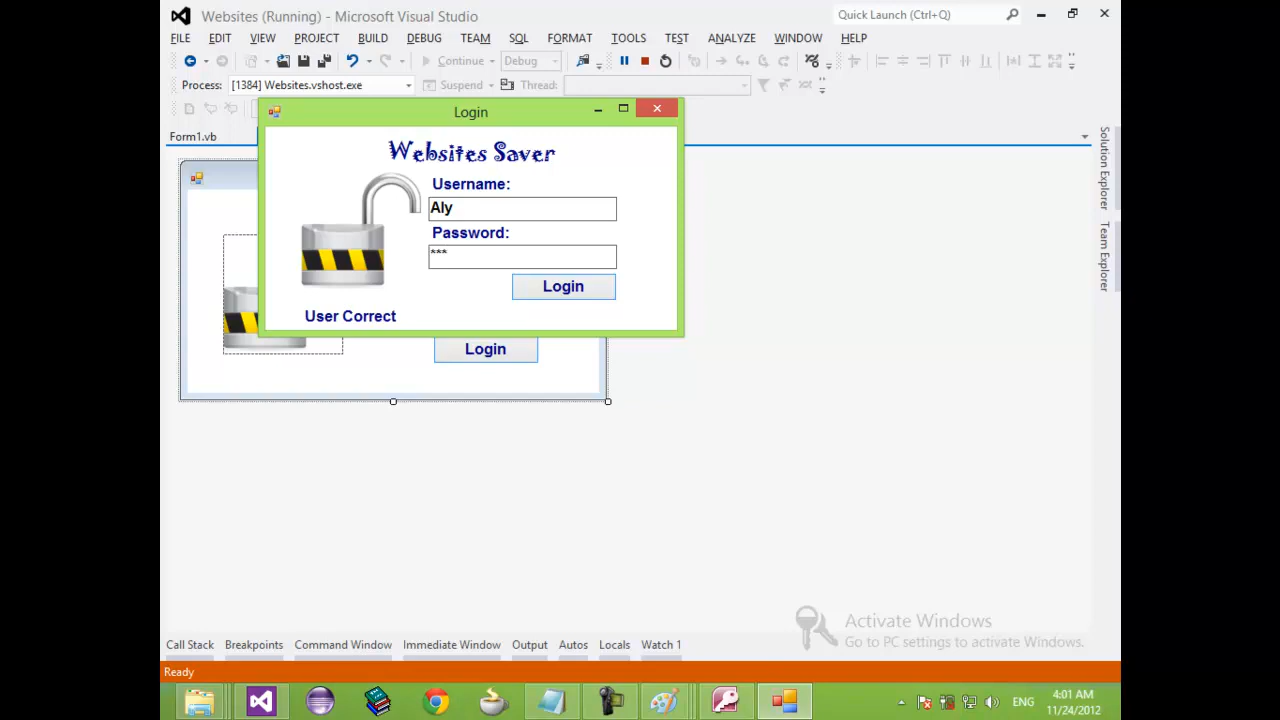 Websites (Running) - Microsoft Visual Studio
Quick Launch (Ctrl+Q)
FILE EDIT VIEW PROJECT BUILD DEBUG TEAM SQL FORMAT TOOLS TEST ANALYZE WINDOW HELP
Continue Debug
Process: [1384] Websites.vshost.exe Suspend Thread:
Form1.vb
Login
Websites Saver
Username:
Aly
Password:
***
Login
User Correct
Login
Solution Explorer
Team Explorer
Activate Windows
Go to PC settings to activate Windows.
Call Stack Breakpoints Command Window Immediate Window Output Autos Locals Watch 1
Ready
ENG
4:01 AM
11/24/2012